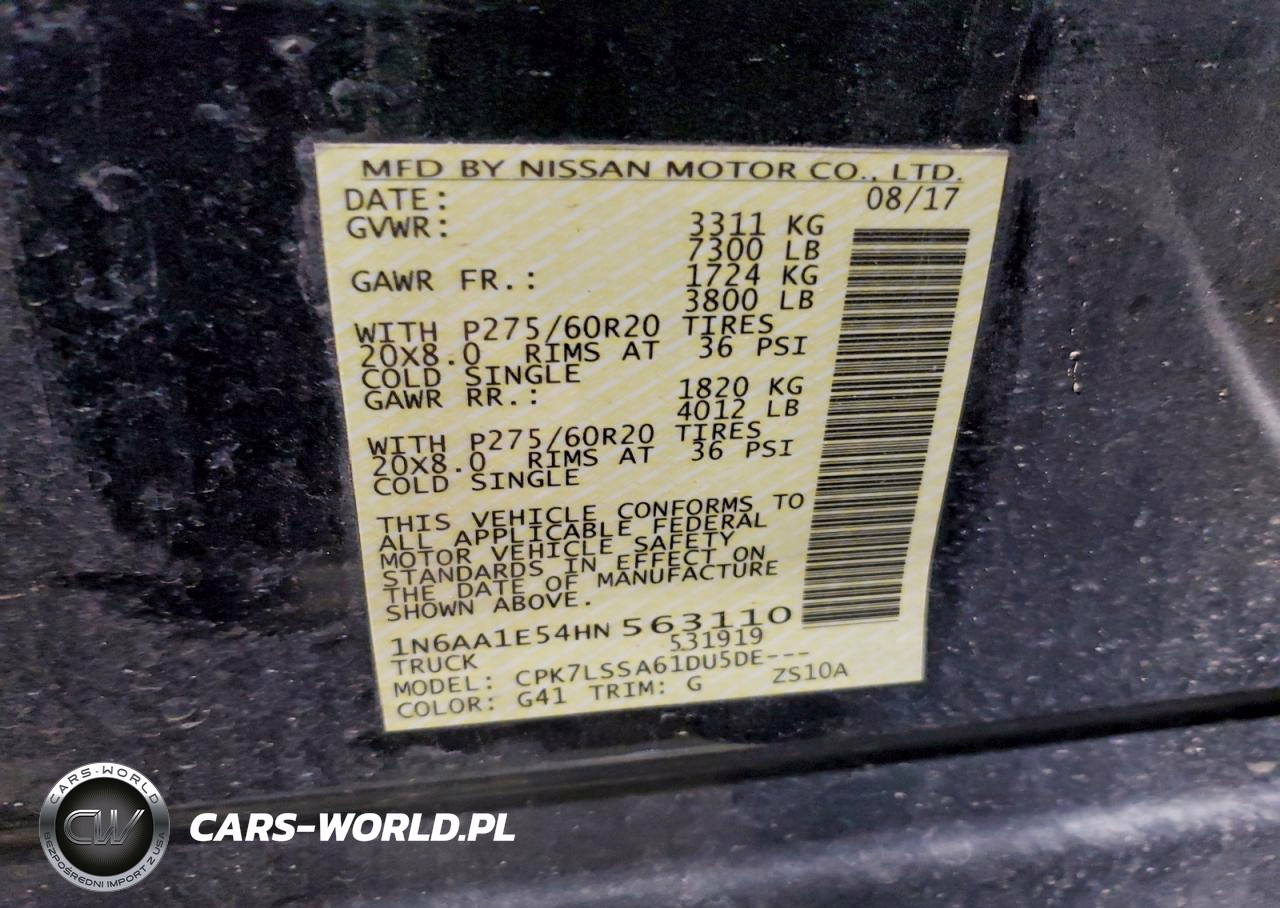 MFD BY NISSAN MOTOR CO., LTD.
DATE: 08/17
GVWR: 3311 KG
7300 LB
GAWR FR.: 1724 KG
3800 LB
WITH P275/60R20 TIRES
20X8.0 RIMS AT 36 PSI
COLD SINGLE
GAWR RR.: 1820 KG
4012 LB
WITH P275/60R20 TIRES
20X8.0 RIMS AT 36 PSI
COLD SINGLE
THIS VEHICLE CONFORMS TO
ALL APPLICABLE FEDERAL
MOTOR VEHICLE SAFETY
STANDARDS IN EFFECT ON
THE DATE OF MANUFACTURE
SHOWN ABOVE.
1N6AA1E54HN 563110
531919
TRUCK
MODEL: CPK7LSSA61DU5DE---
COLOR: G41 TRIM: G ZS10A
CARS-WORLD
CW
BEZPOŚREDNI IMPORT Z USA
CARS-WORLD.PL